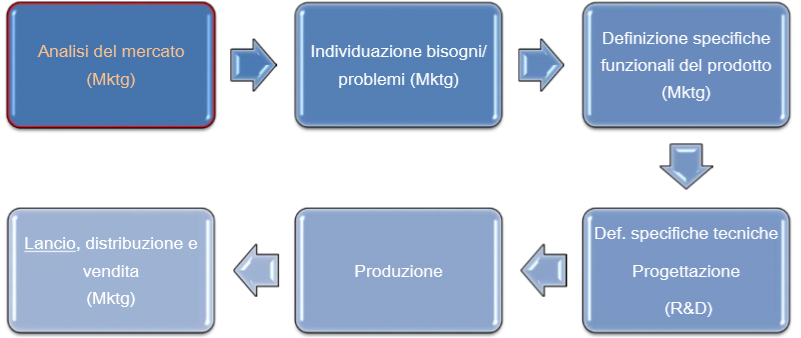 Analisi del mercato
(Mktg)
Individuazione bisogni/
problemi (Mktg)
Definizione specifiche
funzionali del prodotto
(Mktg)
Def. specifiche tecniche
Progettazione
(R&D)
Produzione
Lancio, distribuzione e
vendita
(Mktg)